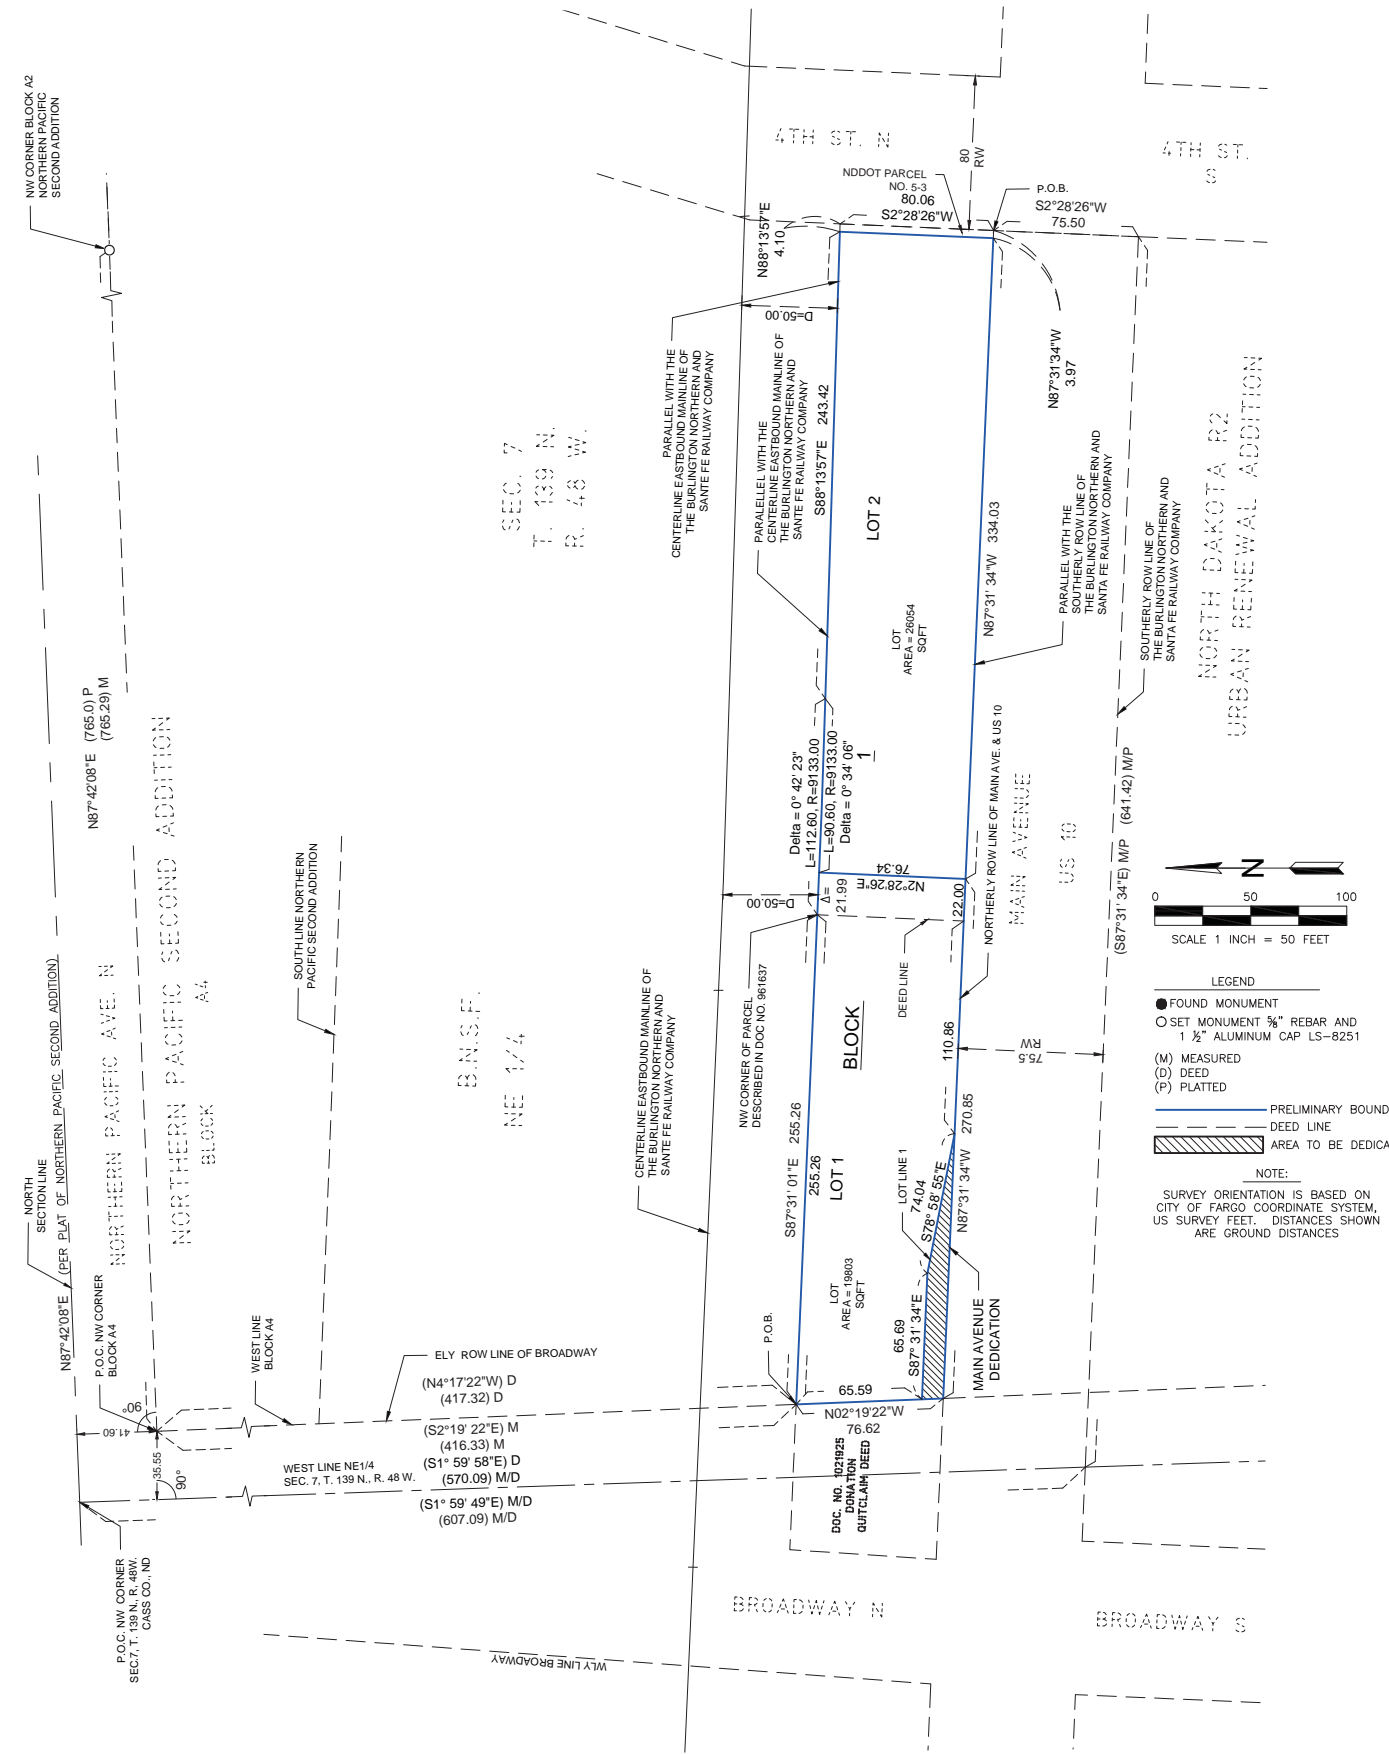 NW CORNER BLOCK A2
NORTHERN PACIFIC
SECOND ADDITION
4TH ST. N
80
RW
4TH ST.
S
NDDOT PARCEL
NO. 5-3
80.06
S2°28'26"W
P.O.B.
S2°28'26"W
75.50
N88°13'57"E
4.10
D=50.00
N87°31'34"W
3.97
PARALLEL WITH THE
CENTERLINE EASTBOUND MAINLINE OF
THE BURLINGTON NORTHERN AND
SANTE FE RAILWAY COMPANY
PARALLELEL WITH THE
CENTERLINE EASTBOUND MAINLINE OF
THE BURLINGTON NORTHERN AND
SANTE FE RAILWAY COMPANY
S88°13'57"E 243.42
LOT 2
LOT
AREA = 26054
SQFT
N87°31' 34"W 334.03
PARALLEL WITH THE
SOUTHERLY ROW LINE OF
THE BURLINGTON NORTHERN AND
SANTA FE RAILWAY COMPANY
SOUTHERLY ROW LINE OF
THE BURLINGTON NORTHERN AND
SANTA FE RAILWAY COMPANY
NORTH DAKOTA R2
URBAN RENEWAL ADDITION
SEC. 7
T. 139 N.
R. 48 W.
N87°42'08"E (765.0) P
(765.29) M
NORTHERN PACIFIC SECOND ADDITION
BLOCK A4
NORTHERN PACIFIC AVE. N
N87°42'08"E (PER PLAT OF NORTHERN PACIFIC SECOND ADDITION)
NORTH
SECTION LINE
SOUTH LINE NORTHERN
PACIFIC SECOND ADDITION
B.N.S.F.
NE 1/4
Delta = 0° 42' 23"
L=112.60, R=9133.00
L=90.60, R=9133.00
Delta = 0° 34' 06"
1
BLOCK
76.34
N2°28'26"E
Δ=
21.99
22.00
D=50.00
DEED LINE
NORTHERLY ROW LINE OF MAIN AVE. & US 10
MAIN AVENUE
US 10
(S87°31' 34"E) M/P (641.42) M/P
CENTERLINE EASTBOUND MAINLINE OF
THE BURLINGTON NORTHERN AND
SANTE FE RAILWAY COMPANY
NW CORNER OF PARCEL
DESCRIBED IN DOC NO. 961637
S87°31' 01"E 255.26
255.26
LOT 1
LOT
AREA = 19803
SQFT
LOT LINE 1
74.04
S78° 58' 55"E
65.69
S87° 31' 34"E
110.86
N87°31' 34"W 270.85
75.5
RW
MAIN AVENUE
DEDICATION
P.O.B.
65.59
N02°19'22"W
76.62
DOC. NO. 1021925
DONATION
QUITCLAIM DEED
P.O.C. NW CORNER
BLOCK A4
WEST LINE
BLOCK A4
ELY ROW LINE OF BROADWAY
(N4°17'22"W) D
(417.32) D
(S2°19' 22"E) M
(416.33) M
(S1° 59' 58"E) D
(570.09) M/D
(S1° 59' 49"E) M/D
(607.09) M/D
WEST LINE NE1/4
SEC. 7, T. 139 N., R. 48 W.
41.60
90°
35.55
90°
P.O.C. NW CORNER
SEC.7, T. 139 N., R, 48W.
CASS CO., ND
WLY LINE BROADWAY
BROADWAY N
BROADWAY S
N
0 50 100
SCALE 1 INCH = 50 FEET
LEGEND
FOUND MONUMENT
SET MONUMENT ⅝" REBAR AND
1 ½" ALUMINUM CAP LS-8251
(M) MEASURED
(D) DEED
(P) PLATTED
PRELIMINARY BOUND
DEED LINE
AREA TO BE DEDICA
NOTE:
SURVEY ORIENTATION IS BASED ON
CITY OF FARGO COORDINATE SYSTEM,
US SURVEY FEET. DISTANCES SHOWN
ARE GROUND DISTANCES